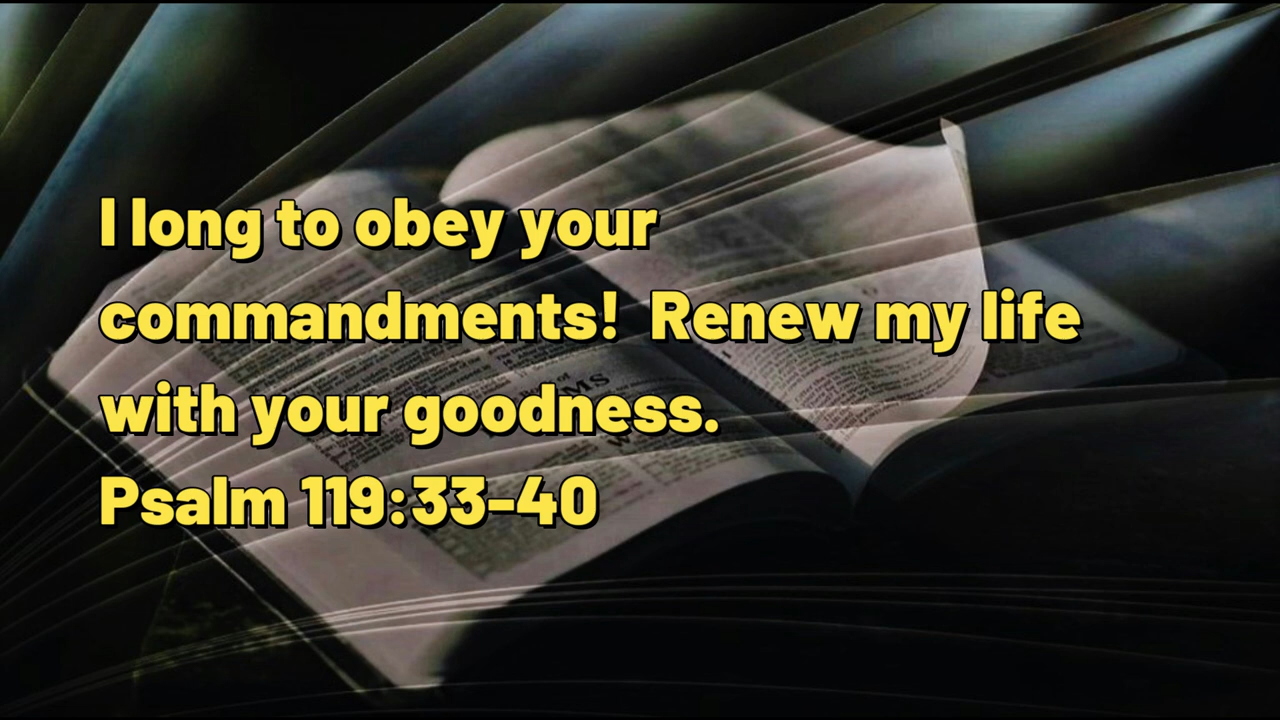 I long to obey your
commandments!  Renew my life
with your goodness.
Psalm 119:33-40